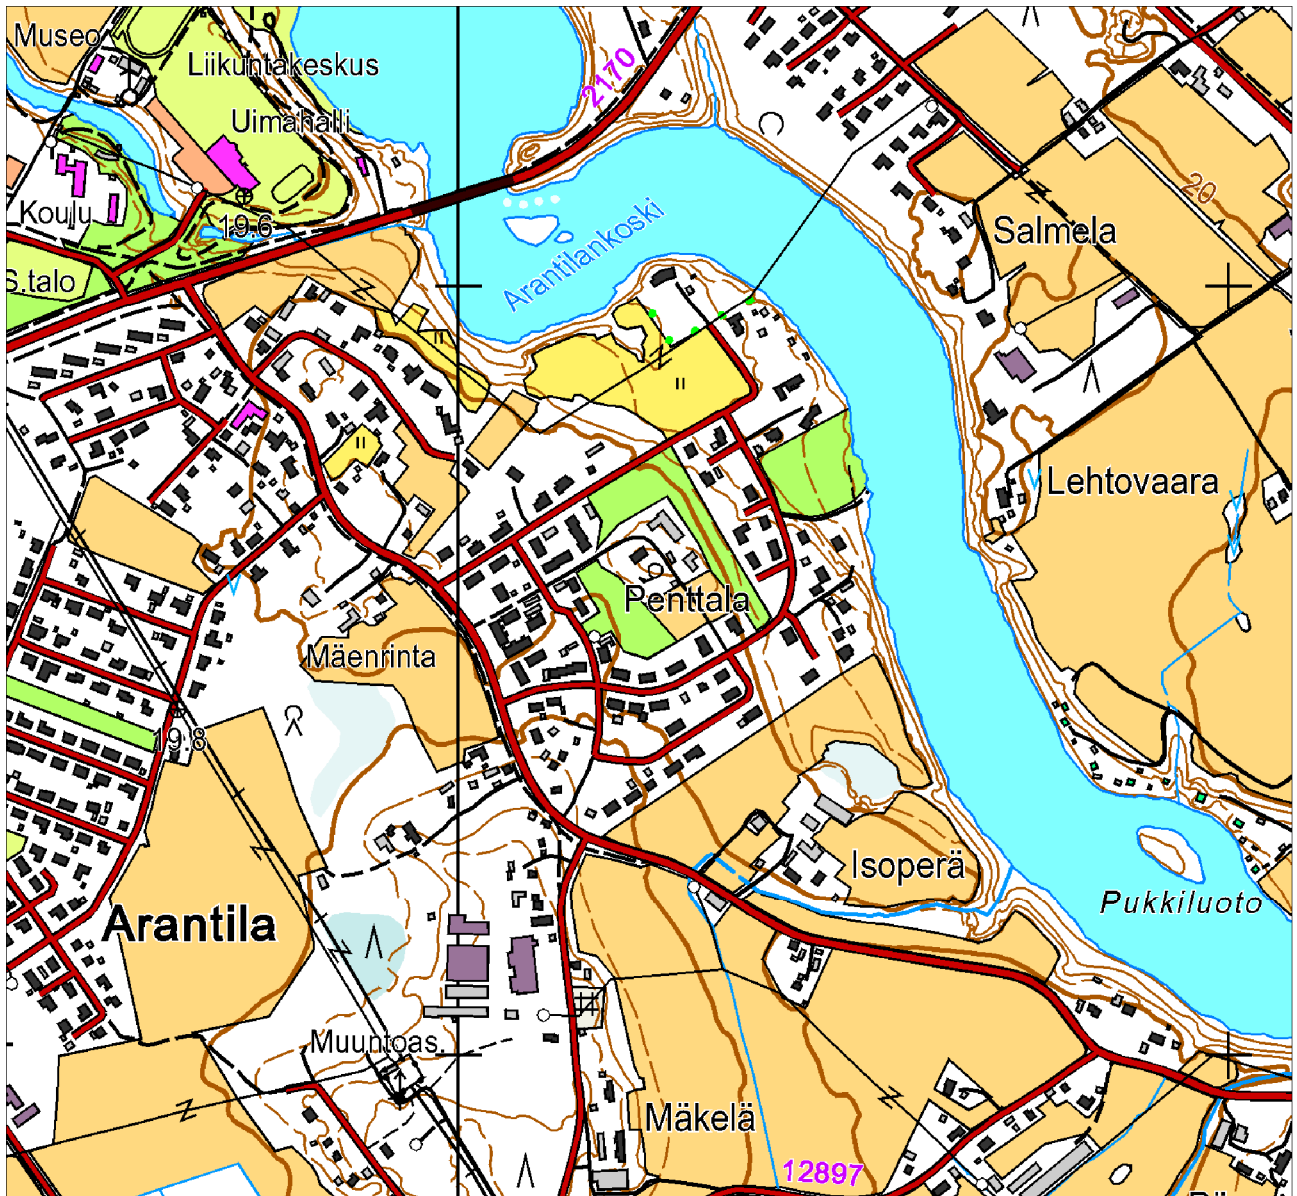 Museo
Liikuntakeskus
2170
Uimahalli
20
Koulu
19.6
Salmela
Arantilankoski
S.talo
Lehtovaara
Penttala
Mäenrinta
19.8
Isoperä
Pukkiluoto
Arantila
Muuntoas.
Mäkelä
12897